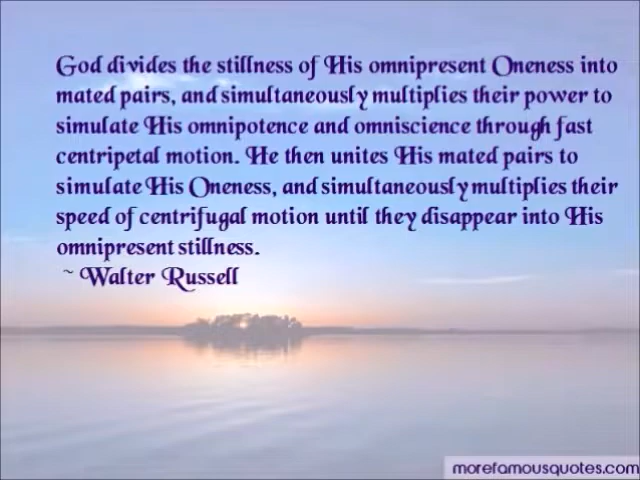 God divides the stillness of His omnipresent Oneness into
mated pairs, and simultaneously multiplies their power to
simulate His omnipotence and omniscience through fast
centripetal motion. He then unites His mated pairs to
simulate His Oneness, and simultaneously multiplies their
speed of centrifugal motion until they disappear into His
omnipresent stillness.
~ Walter Russell
morefamousquotes.com